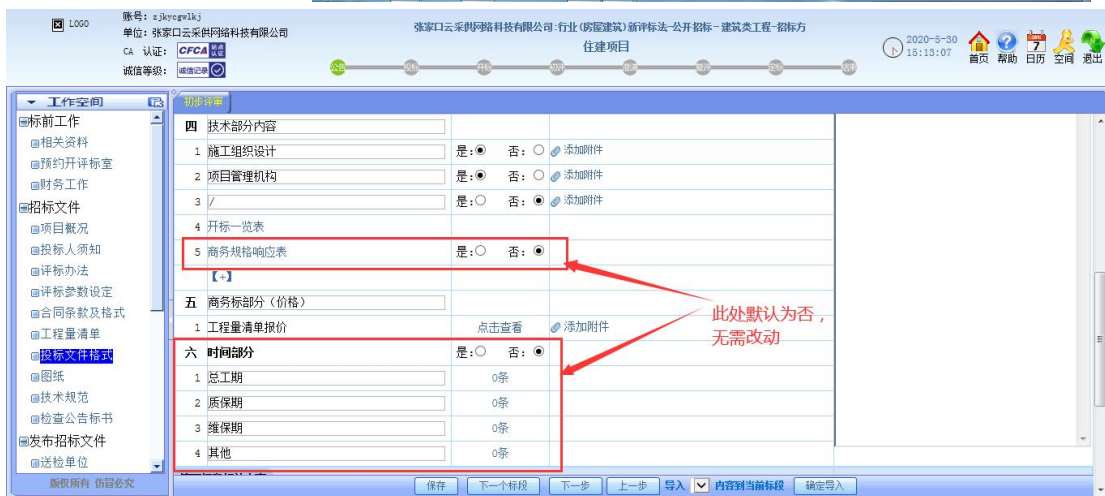 LOGO
账号: zjkycgwlkj
单位: 张家口云采供网络科技有限公司
CA 认证: CFCA
诚信等级: 诚信记录
张家口云采供网络科技有限公司:行业(房屋建筑)新评标法-公开招标-建筑类工程-招标方
住建项目
公告 投标 开标 初评 定标 结束
2020-5-30
15:13:07
首页 帮助 日历 空间 退出
工作空间
标前工作
相关资料
预约开评标室
财务工作
招标文件
项目概况
投标人须知
评标办法
评标参数设定
合同条款及格式
工程量清单
投标文件格式
图纸
技术规范
检查公告标书
发布招标文件
送检单位
版权所有 仿冒必究
初步评审
四 技术部分内容
1 施工组织设计 是: 否: 添加附件
2 项目管理机构 是: 否: 添加附件
3 / 是: 否: 添加附件
4 开标一览表
5 商务规格响应表 是: 否:
【+】
五 商务标部分（价格）
1 工程量清单报价 点击查看 添加附件
六 时间部分 是: 否:
1 总工期 0条
2 质保期 0条
3 维保期 0条
4 其他 0条
此处默认为否，
无需改动
保存 下一个标段 下一步 上一步 导入 内容到当前标段 确定导入